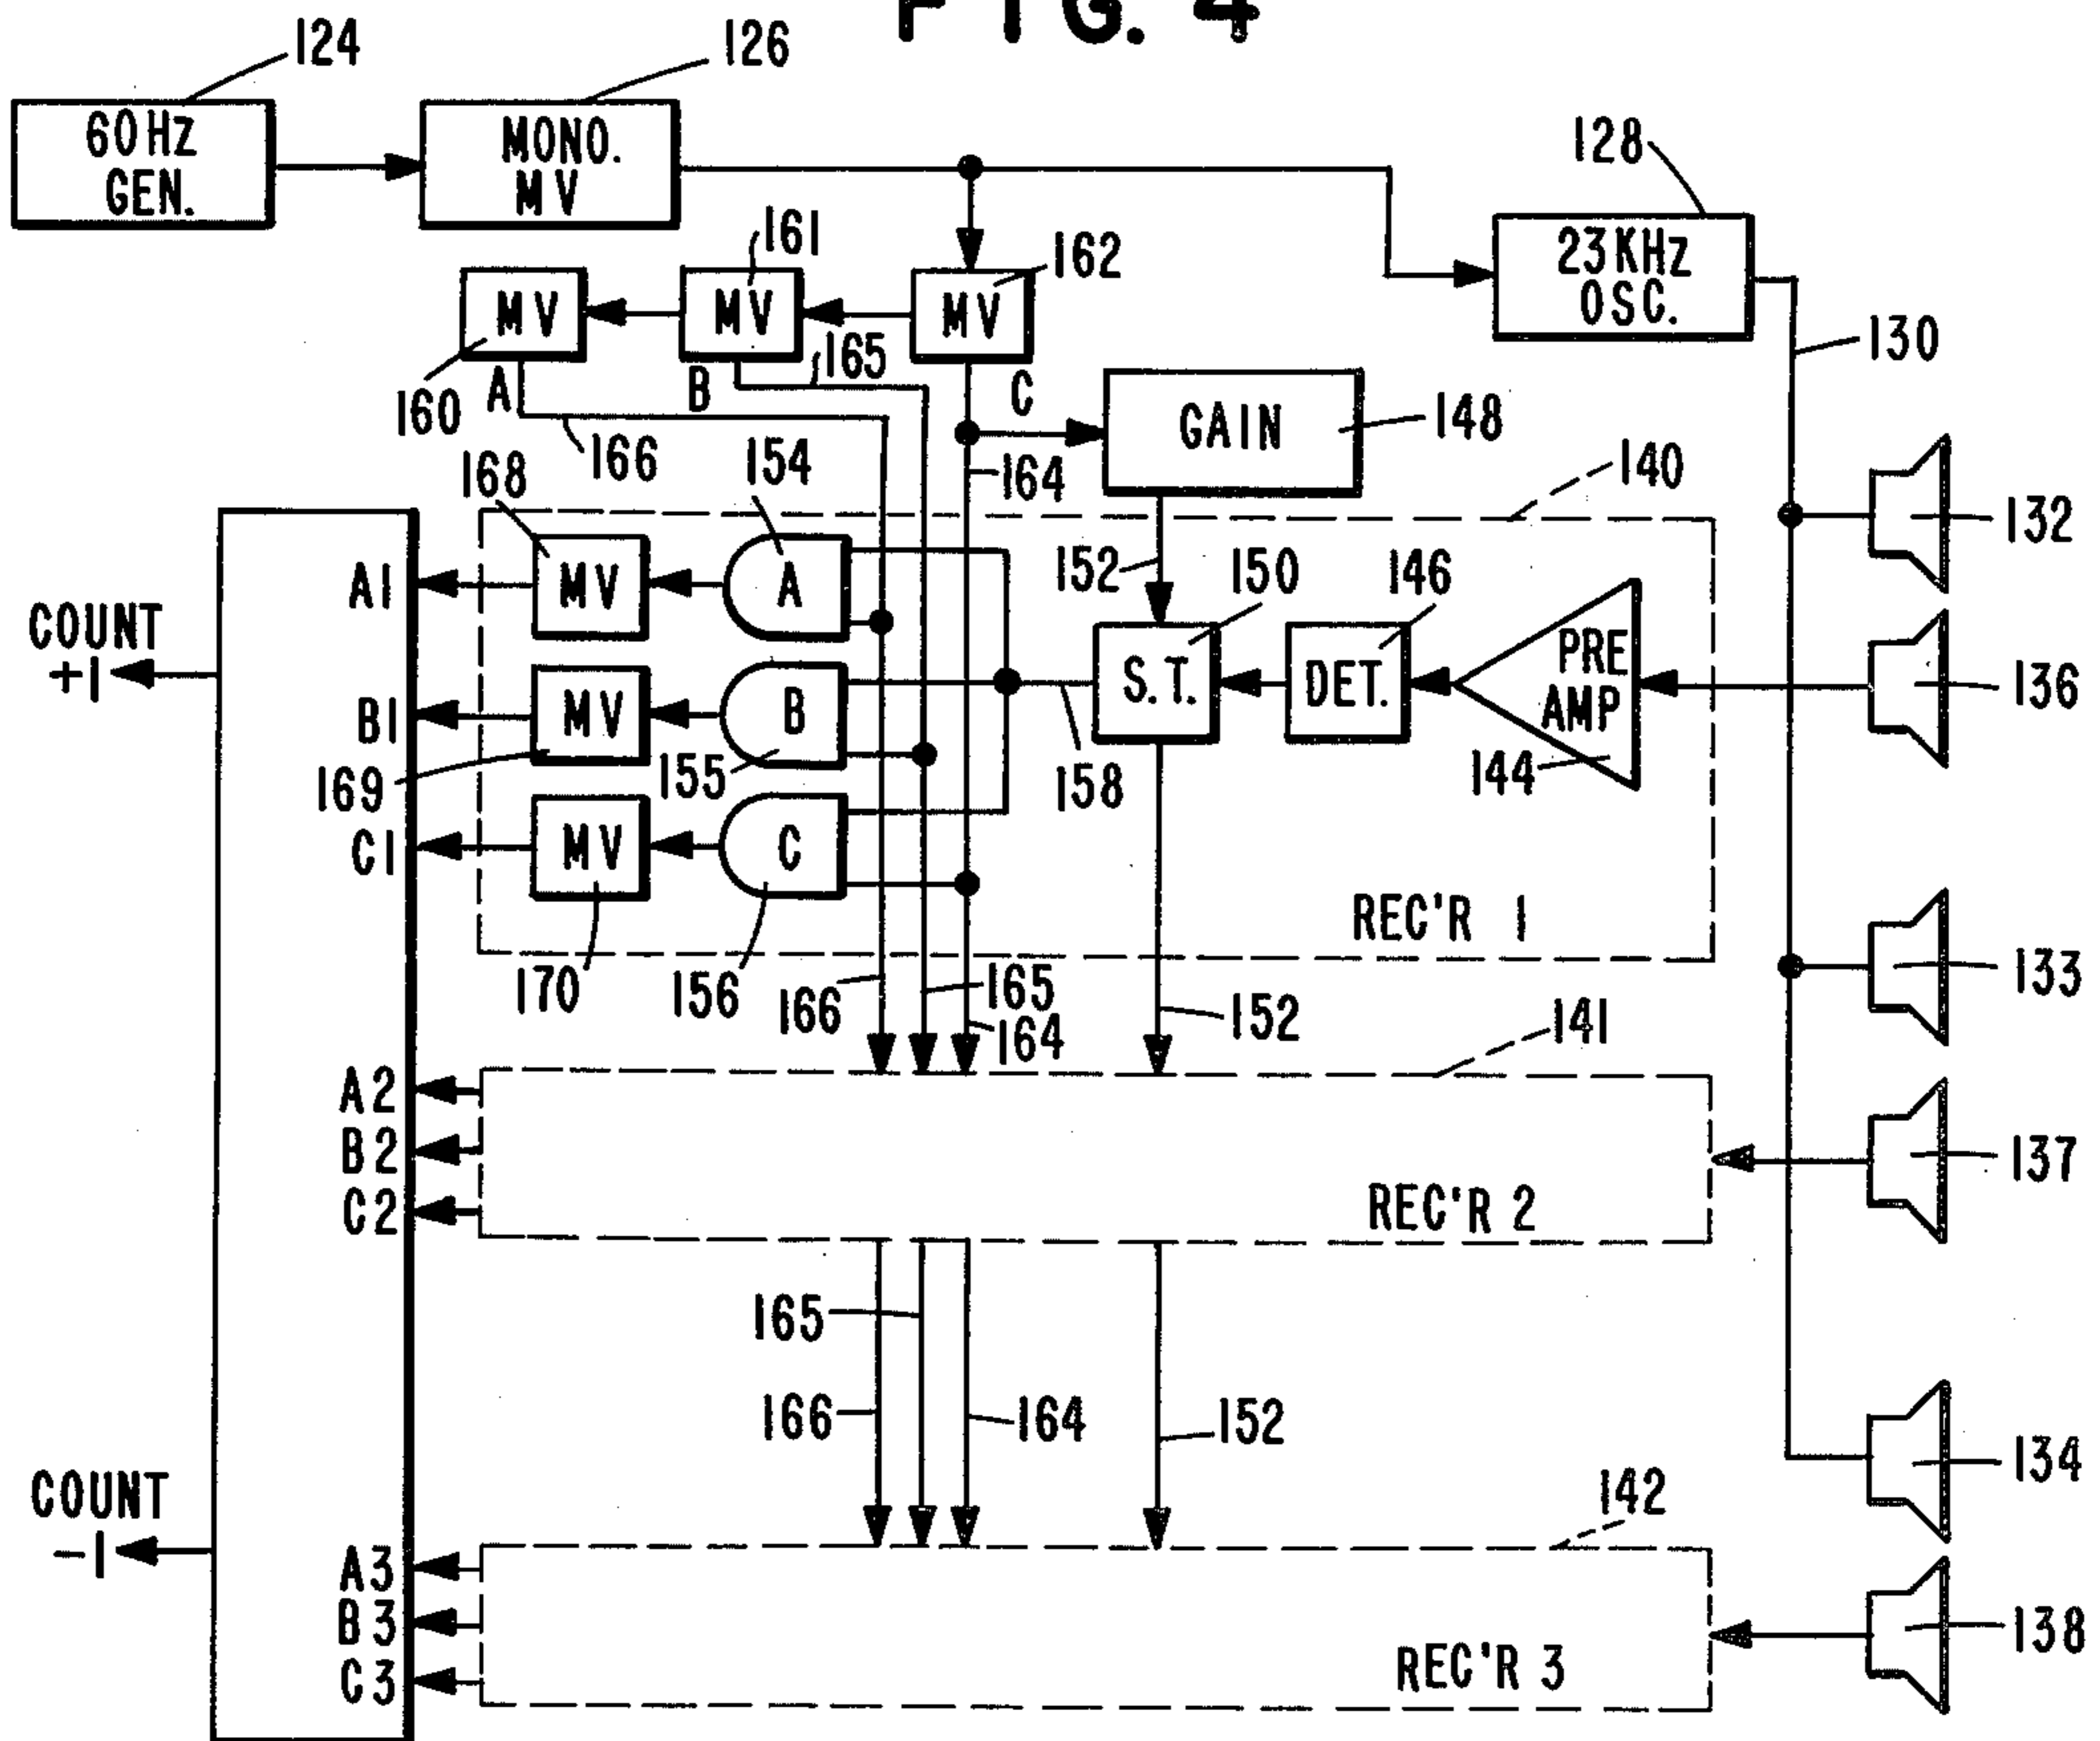 FIG. 4
124
126
60 HZ
GEN.
MONO.
MV
128
23 KHZ
OSC.
161
162
MV
MV
MV
130
160
A
B
165
C
GAIN
148
166
164
140
168
154
132
A1
MV
A
152
150
146
COUNT
+1
S.T.
DET.
PRE
AMP
136
B1
MV
B
169
155
158
144
C1
MV
C
REC'R 1
170
156
166
165
164
152
133
141
A2
B2
C2
REC'R 2
137
165
166
164
152
134
COUNT
-1
142
A3
B3
C3
REC'R 3
138